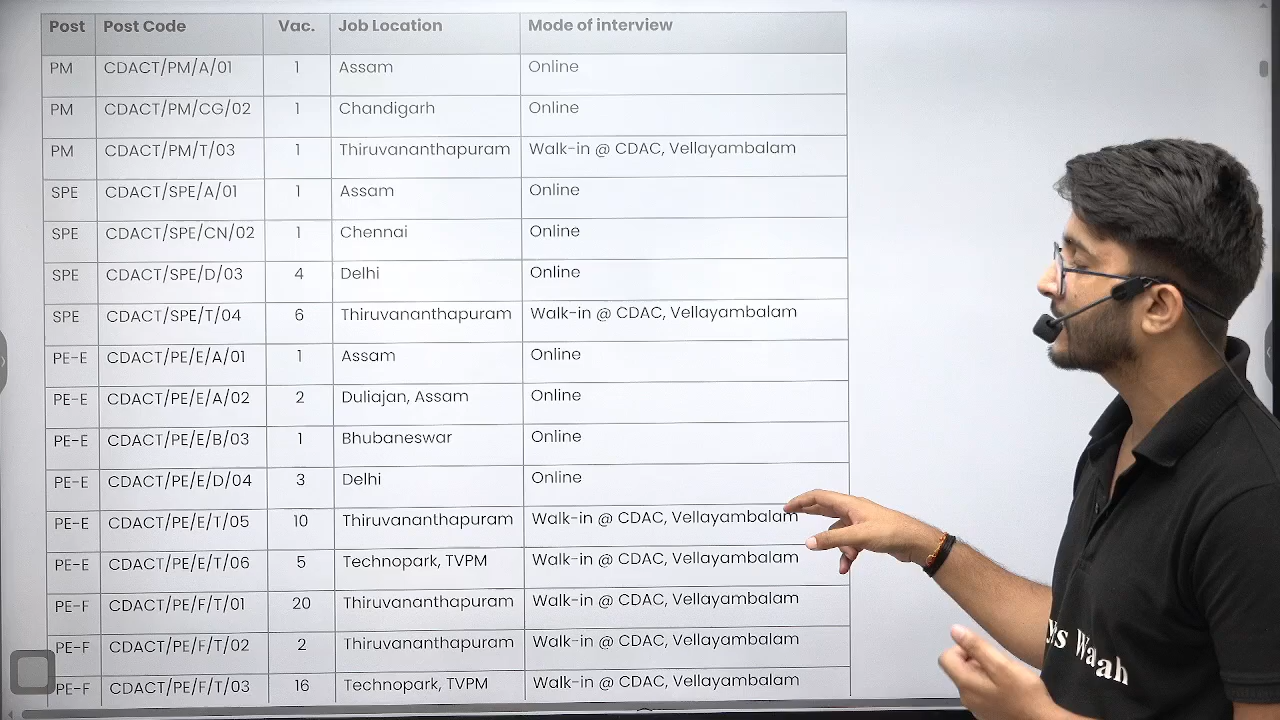 Post Post Code Vac. Job Location Mode of interview
PM CDACT/PM/A/01 1 Assam Online
PM CDACT/PM/CG/02 1 Chandigarh Online
PM CDACT/PM/T/03 1 Thiruvananthapuram Walk-in @ CDAC, Vellayambalam
SPE CDACT/SPE/A/01 1 Assam Online
SPE CDACT/SPE/CN/02 1 Chennai Online
SPE CDACT/SPE/D/03 4 Delhi Online
SPE CDACT/SPE/T/04 6 Thiruvananthapuram Walk-in @ CDAC, Vellayambalam
PE-E CDACT/PE/E/A/01 1 Assam Online
PE-E CDACT/PE/E/A/02 2 Duliajan, Assam Online
PE-E CDACT/PE/E/B/03 1 Bhubaneswar Online
PE-E CDACT/PE/E/D/04 3 Delhi Online
PE-E CDACT/PE/E/T/05 10 Thiruvananthapuram Walk-in @ CDAC, Vellayambalam
PE-E CDACT/PE/E/T/06 5 Technopark, TVPM Walk-in @ CDAC, Vellayambalam
PE-F CDACT/PE/F/T/01 20 Thiruvananthapuram Walk-in @ CDAC, Vellayambalam
PE-F CDACT/PE/F/T/02 2 Thiruvananthapuram Walk-in @ CDAC, Vellayambalam
PE-F CDACT/PE/F/T/03 16 Technopark, TVPM Walk-in @ CDAC, Vellayambalam